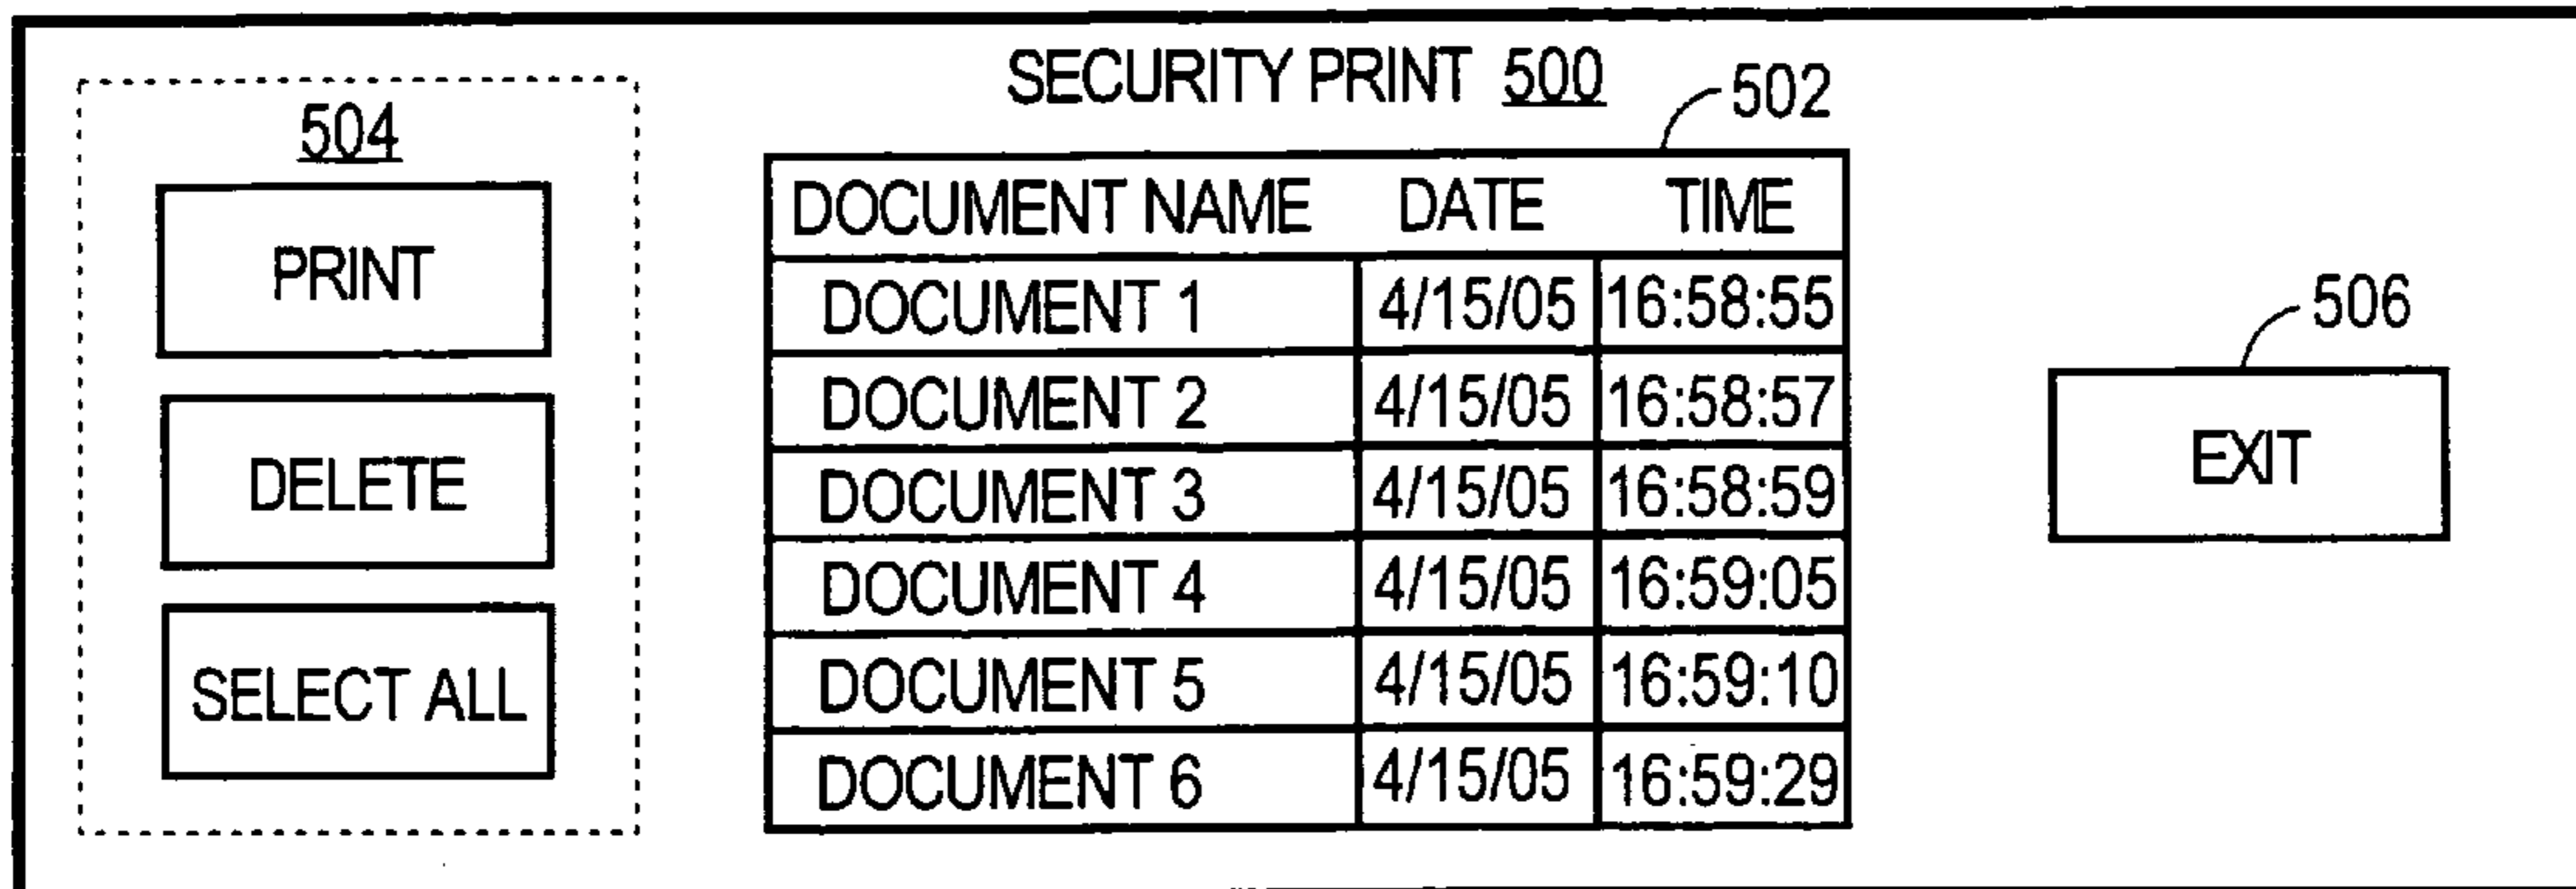 SECURITY PRINT 500
502
504
PRINT
DELETE
SELECT ALL
DOCUMENT NAME DATE TIME
DOCUMENT 1 4/15/05 16:58:55
DOCUMENT 2 4/15/05 16:58:57
DOCUMENT 3 4/15/05 16:58:59
DOCUMENT 4 4/15/05 16:59:05
DOCUMENT 5 4/15/05 16:59:10
DOCUMENT 6 4/15/05 16:59:29
506
EXIT